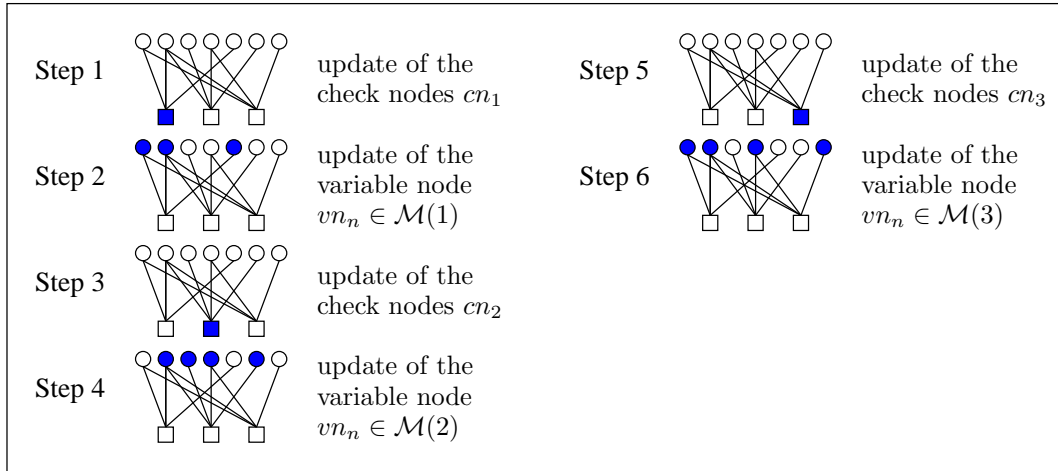 Step 1
update of the
check nodes cn₁
Step 2
update of the
variable node
vnₙ ∈ ℳ(1)
Step 3
update of the
check nodes cn₂
Step 4
update of the
variable node
vnₙ ∈ ℳ(2)
Step 5
update of the
check nodes cn₃
Step 6
update of the
variable node
vnₙ ∈ ℳ(3)